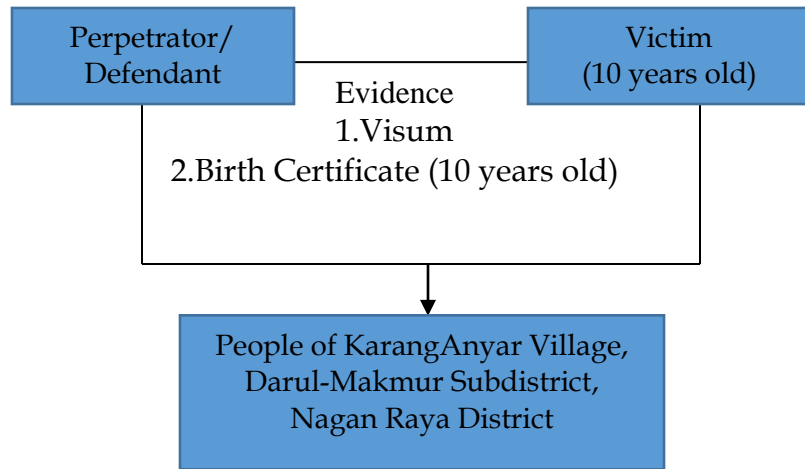 Perpetrator/
Defendant
Victim
(10 years old)
Evidence
1.Visum
2.Birth Certificate (10 years old)
People of KarangAnyar Village,
Darul-Makmur Subdistrict,
Nagan Raya District